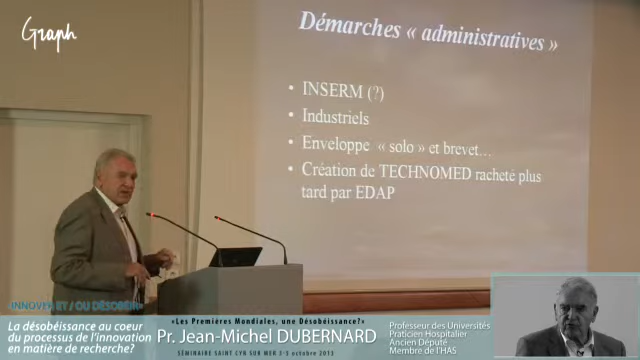 Graph
Démarches « administratives »
• INSERM (?)
• Industriels
• Enveloppe « solo » et brevet…
• Création de TECHNOMED racheté plus
tard par EDAP
INNOVER ET / OU DÉSOBÉIR
La désobéissance au coeur
du processus de l'innovation
en matière de recherche?
«Les Premières Mondiales, une Désobéissance?»
Pr. Jean-Michel DUBERNARD
SÉMINAIRE SAINT CYR SUR MER 2-3 octobre 2013
Professeur des Universités
Praticien Hospitalier
Ancien Député
Membre de l'HAS